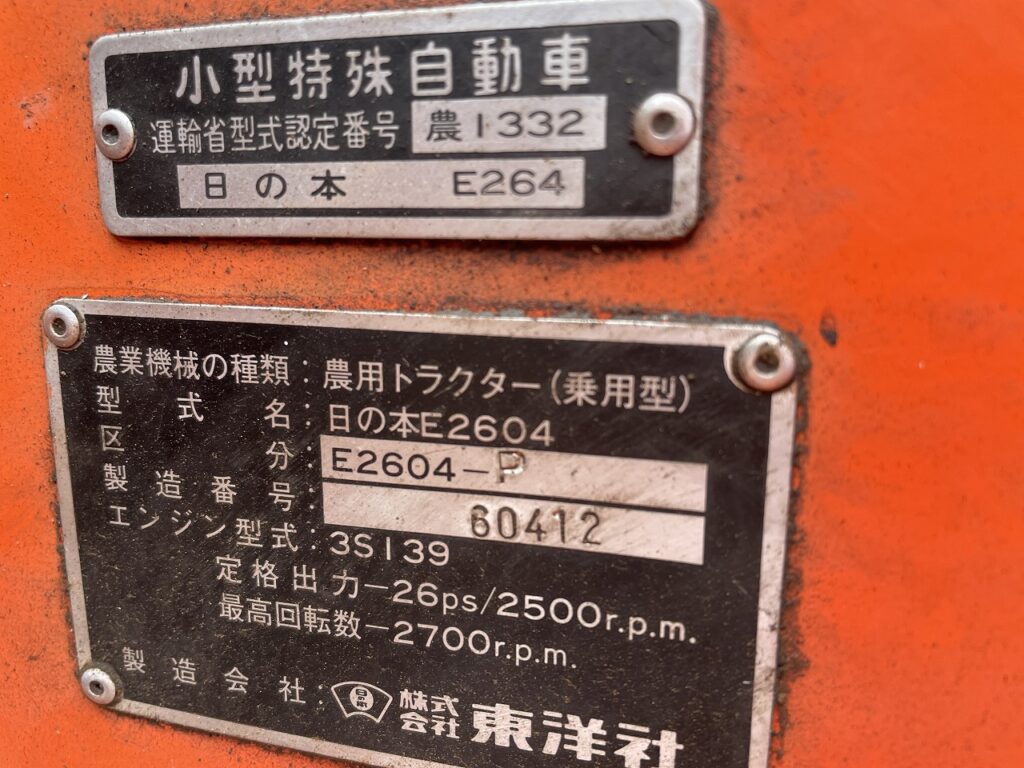 小型特殊自動車
運輸省型式認定番号 農1332
日の本 E264
農業機械の種類：農用トラクター(乗用型)
型式名：日の本E2604
区分：E2604-P
製造番号：60412
エンジン型式：3S139
定格出力-26ps/2500r.p.m.
最高回転数-2700r.p.m.
製造会社：株式会社 東洋社